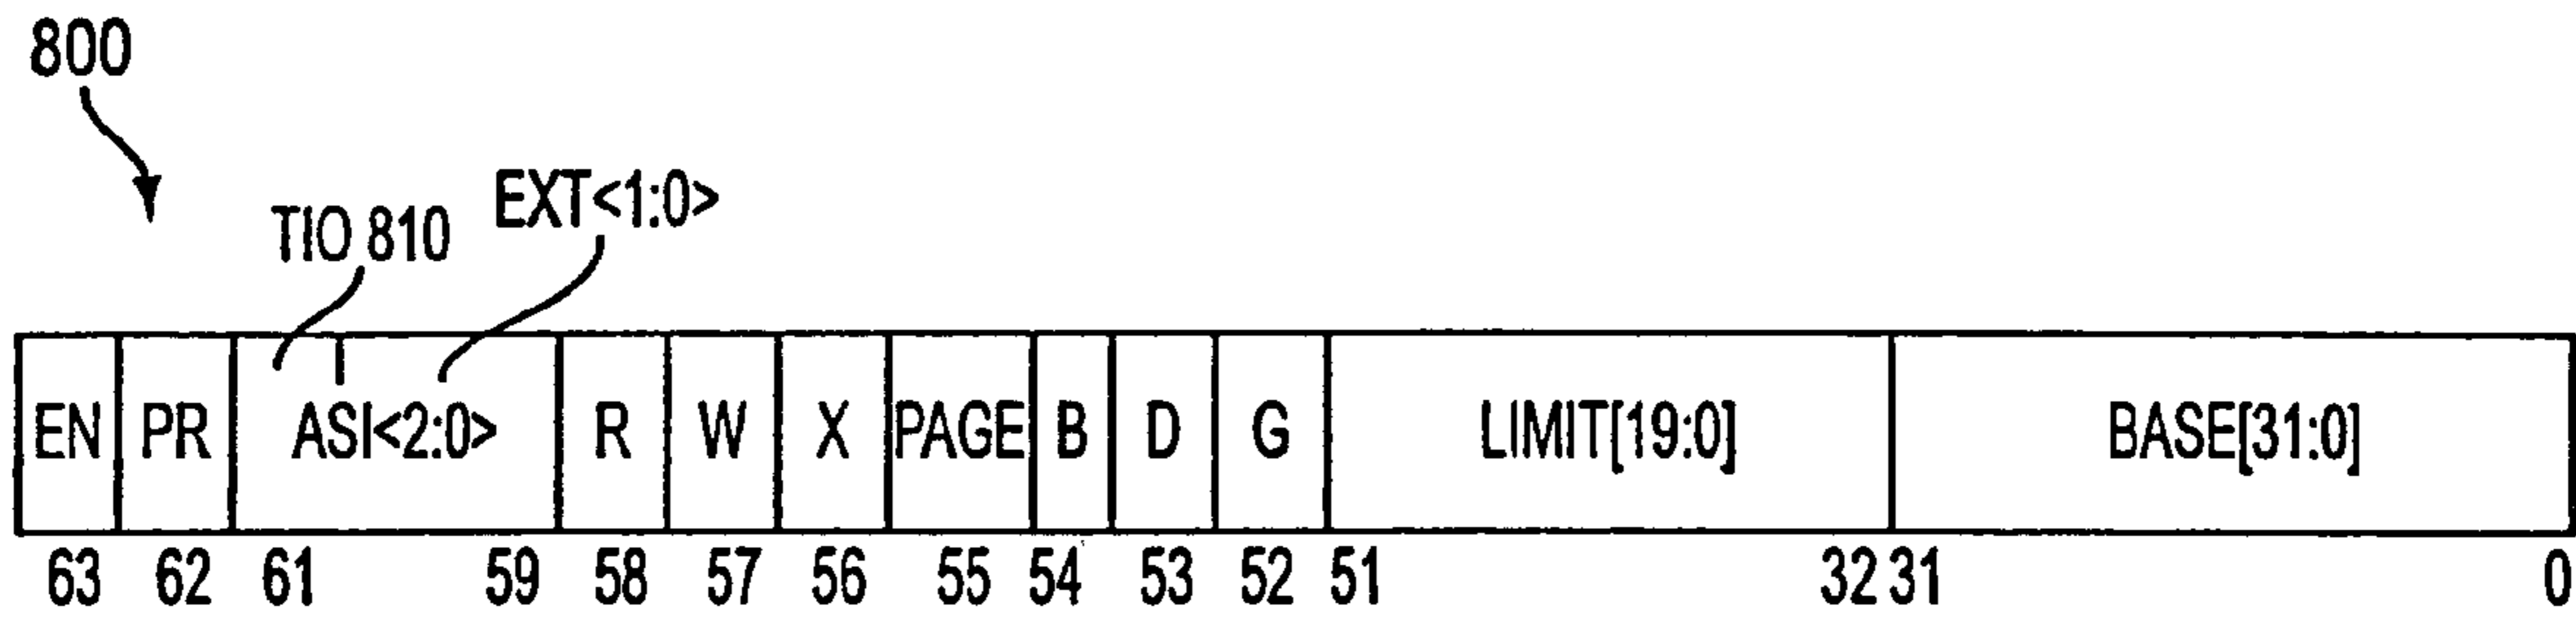 800
TIO 810
EXT<1:0>
EN PR ASI<2:0> R W X PAGE B D G LIMIT[19:0] BASE[31:0]
63 62 61 59 58 57 56 55 54 53 52 51 32 31 0